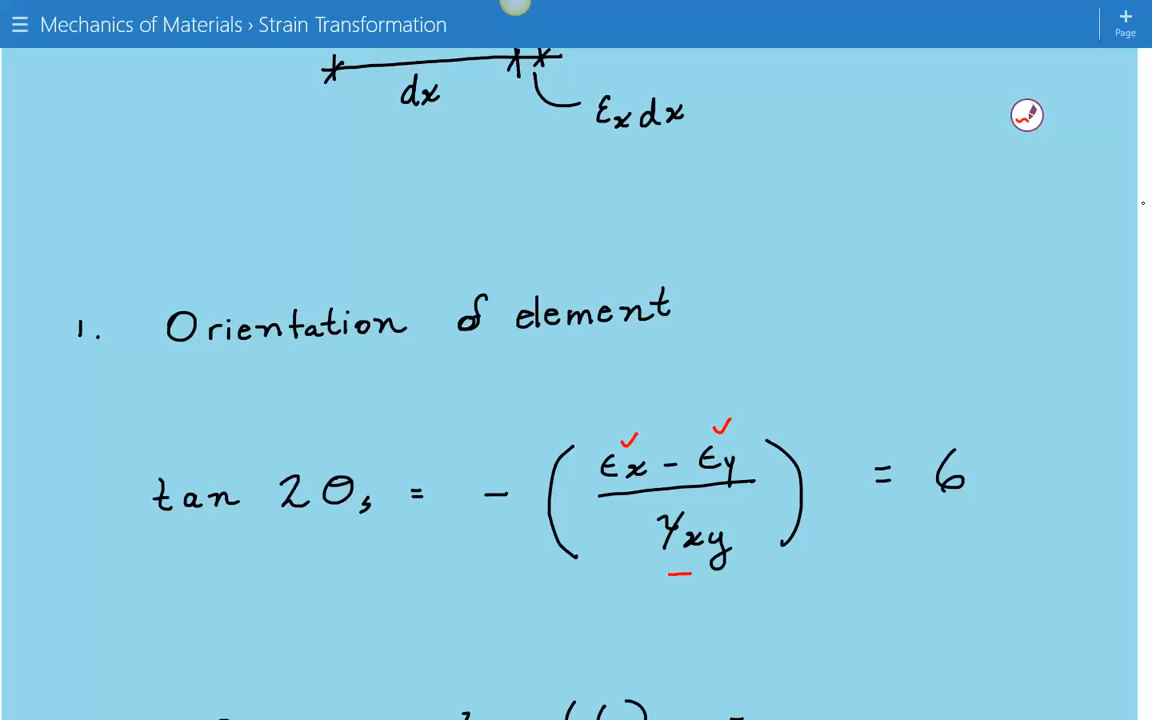 Mechanics of Materials › Strain Transformation
Page
dx
εx dx
1. Orientation of element
tan 2θs = - ( (εx - εy) / γxy ) = 6